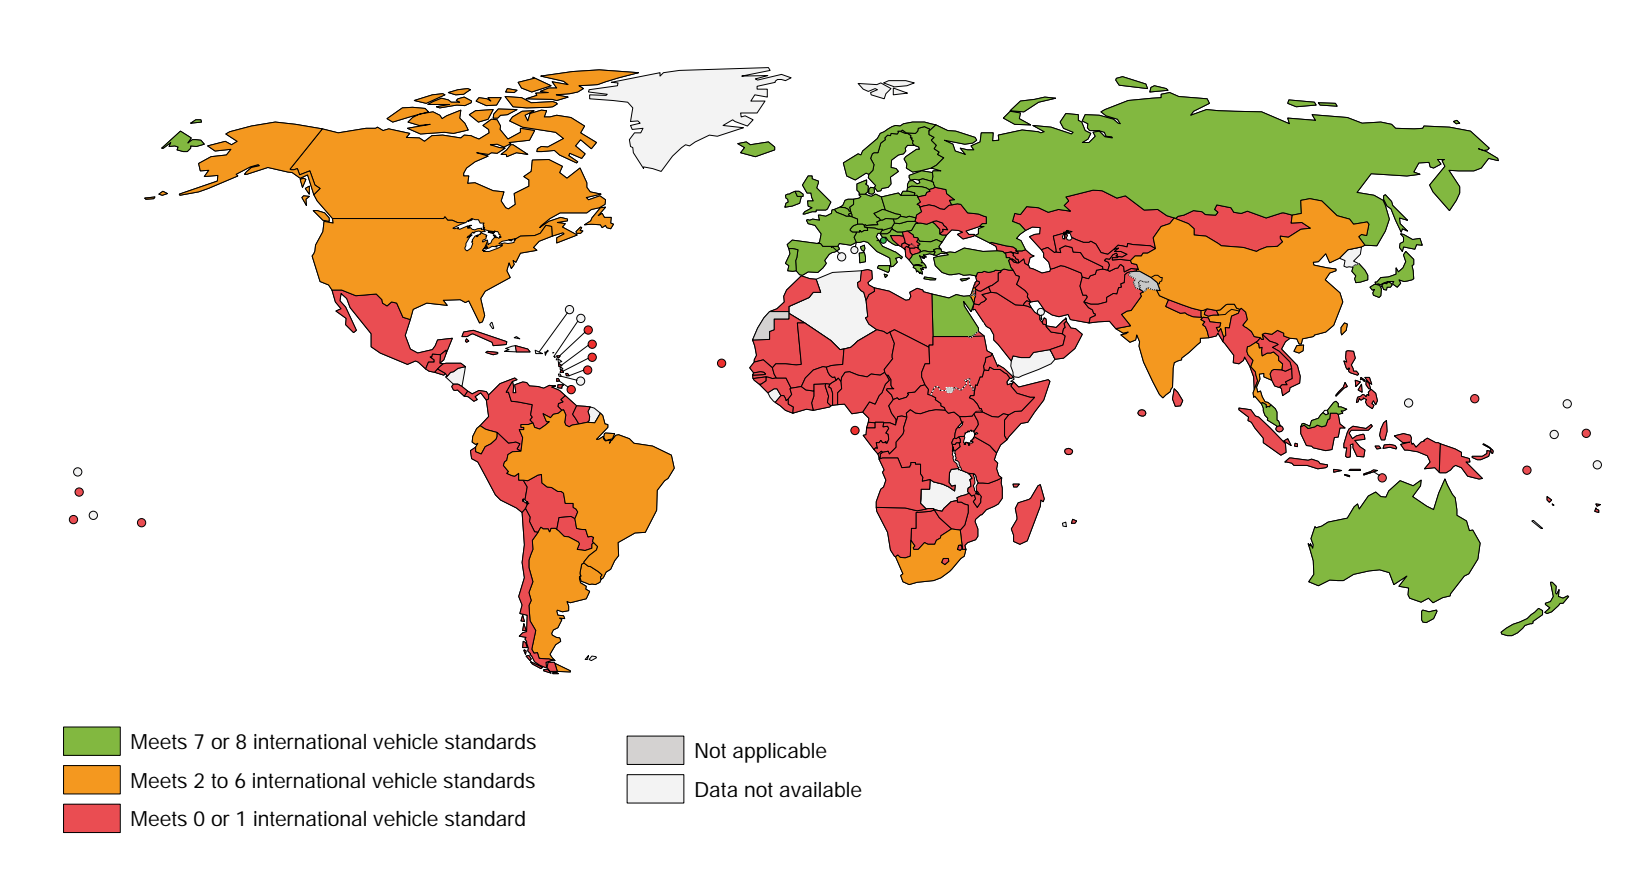 Meets 7 or 8 international vehicle standards
Meets 2 to 6 international vehicle standards
Meets 0 or 1 international vehicle standard
Not applicable
Data not available